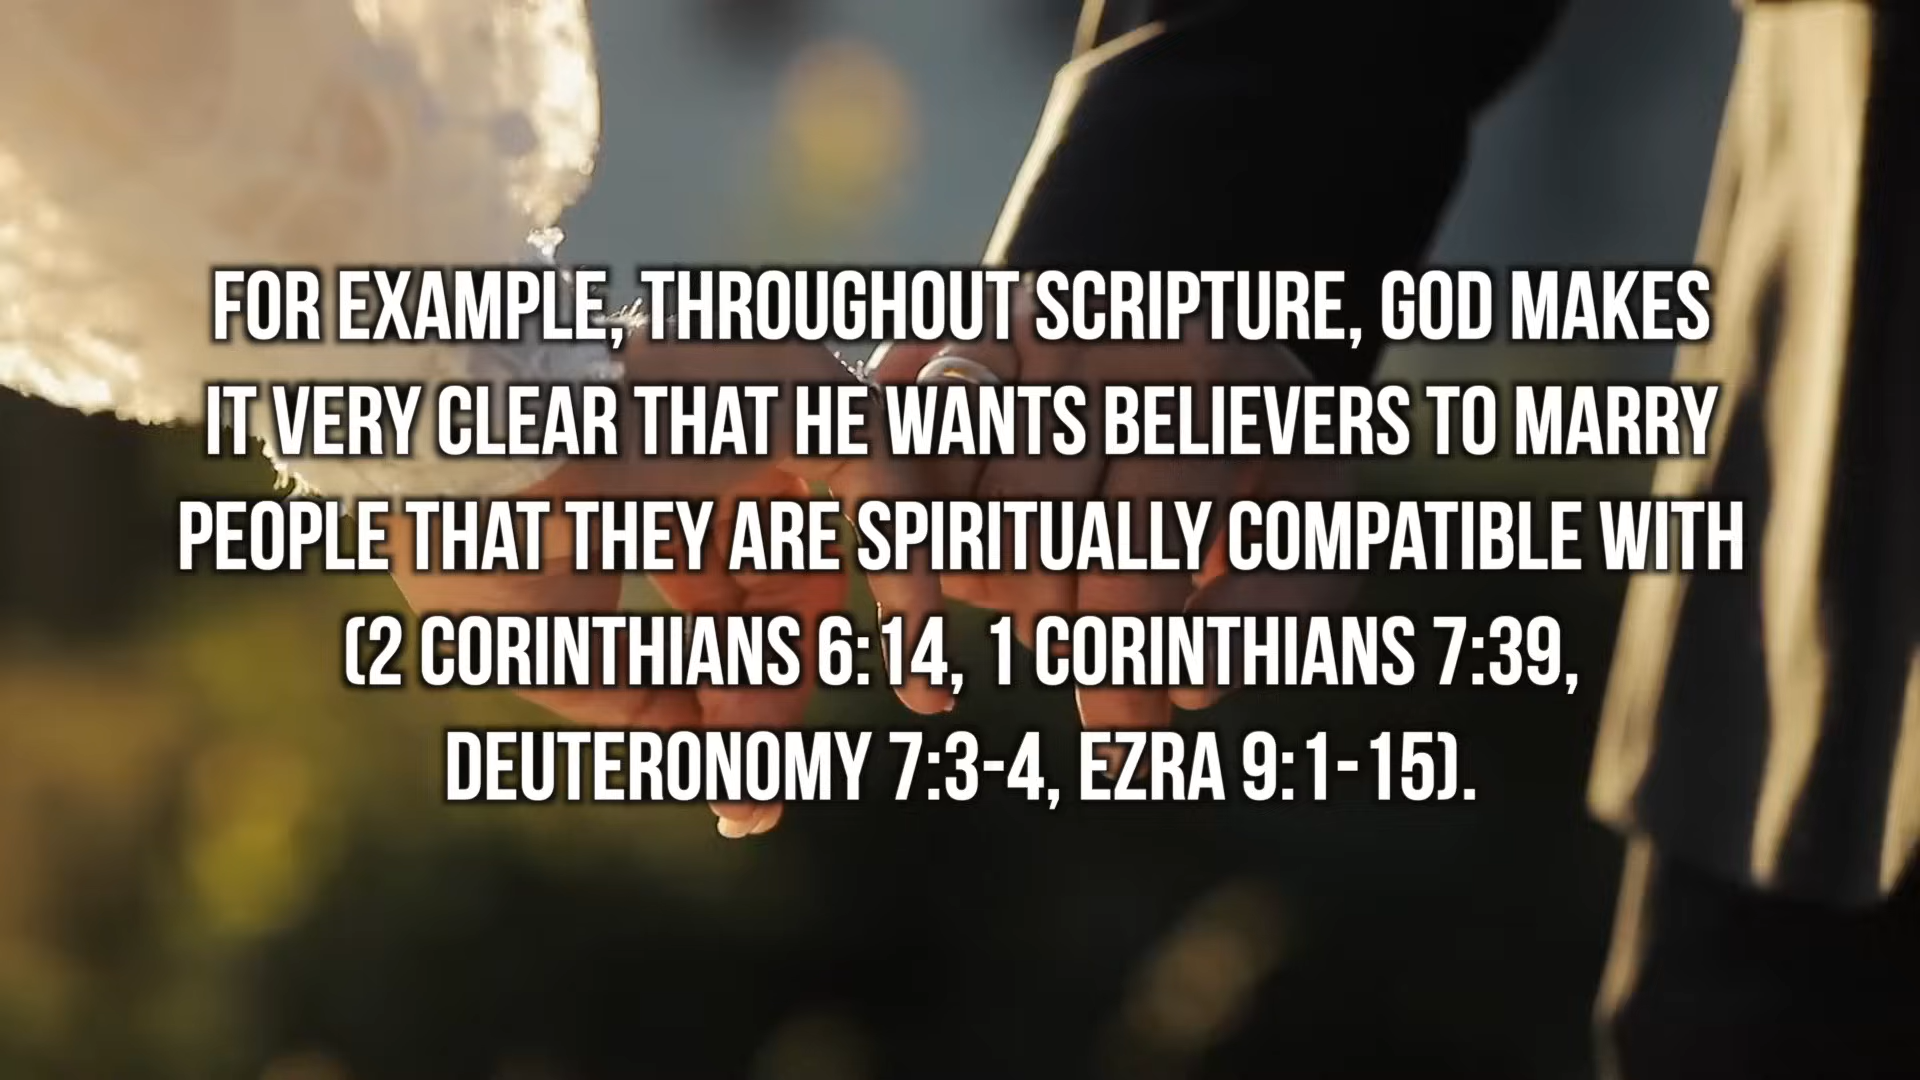 FOR EXAMPLE, THROUGHOUT SCRIPTURE, GOD MAKES
IT VERY CLEAR THAT HE WANTS BELIEVERS TO MARRY
PEOPLE THAT THEY ARE SPIRITUALLY COMPATIBLE WITH
(2 CORINTHIANS 6:14, 1 CORINTHIANS 7:39,
DEUTERONOMY 7:3-4, EZRA 9:1-15).